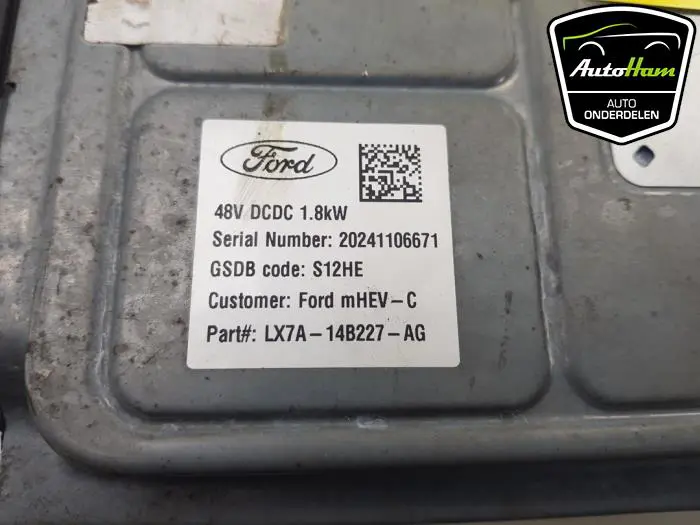 AutoHam
AUTO
ONDERDELEN
Ford
48V DCDC 1.8kW
Serial Number: 20241106671
GSDB code: S12HE
Customer: Ford mHEV-C
Part#: LX7A-14B227-AG